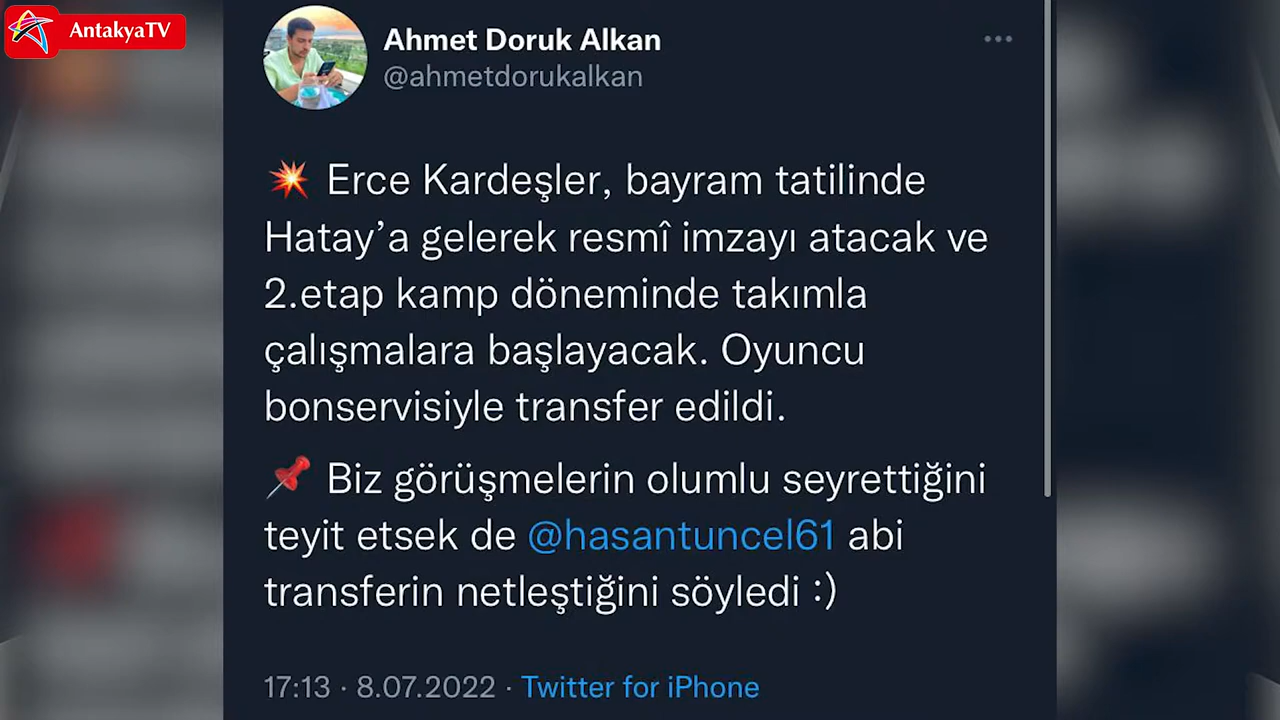 AntakyaTV
Ahmet Doruk Alkan
@ahmetdorukalkan
💥 Erce Kardeşler, bayram tatilinde
Hatay’a gelerek resmî imzayı atacak ve
2.etap kamp döneminde takımla
çalışmalara başlayacak. Oyuncu
bonservisiyle transfer edildi.
📌 Biz görüşmelerin olumlu seyrettiğini
teyit etsek de @hasantuncel61 abi
transferin netleştiğini söyledi :)
17:13 · 8.07.2022 · Twitter for iPhone